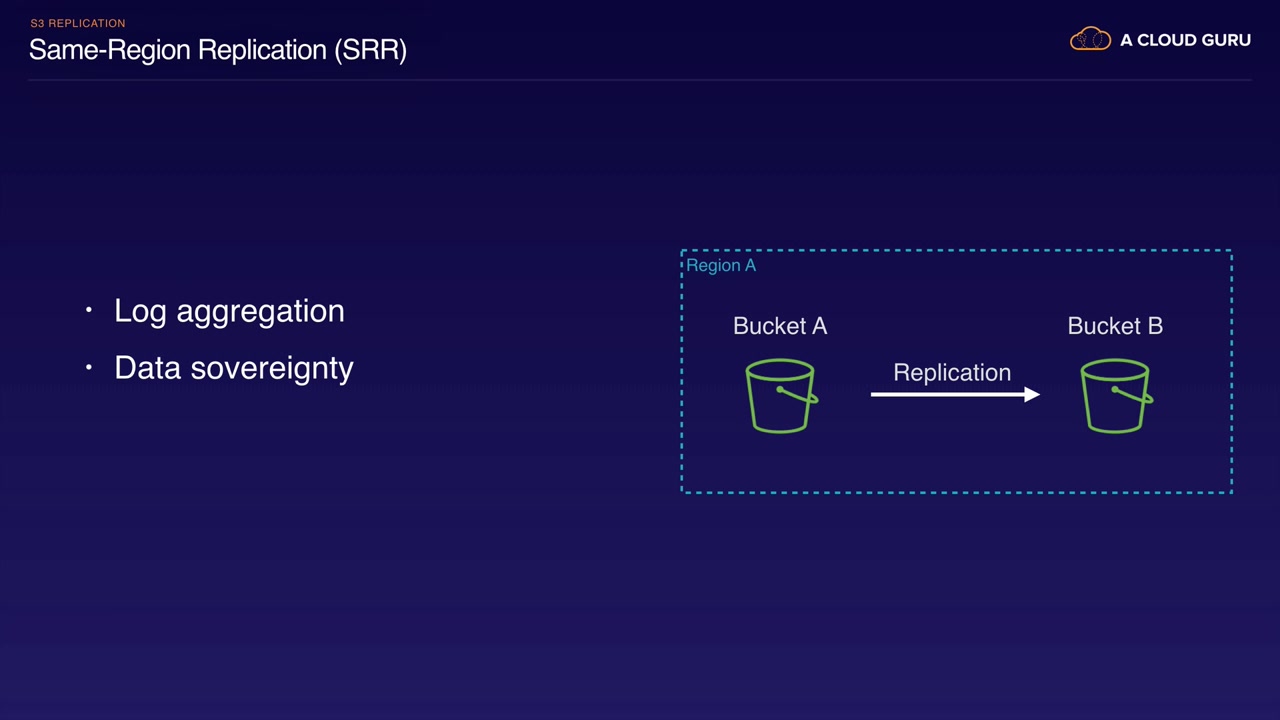 S3 REPLICATION
Same-Region Replication (SRR)
A CLOUD GURU
· Log aggregation
· Data sovereignty
Region A
Bucket A
Bucket B
Replication